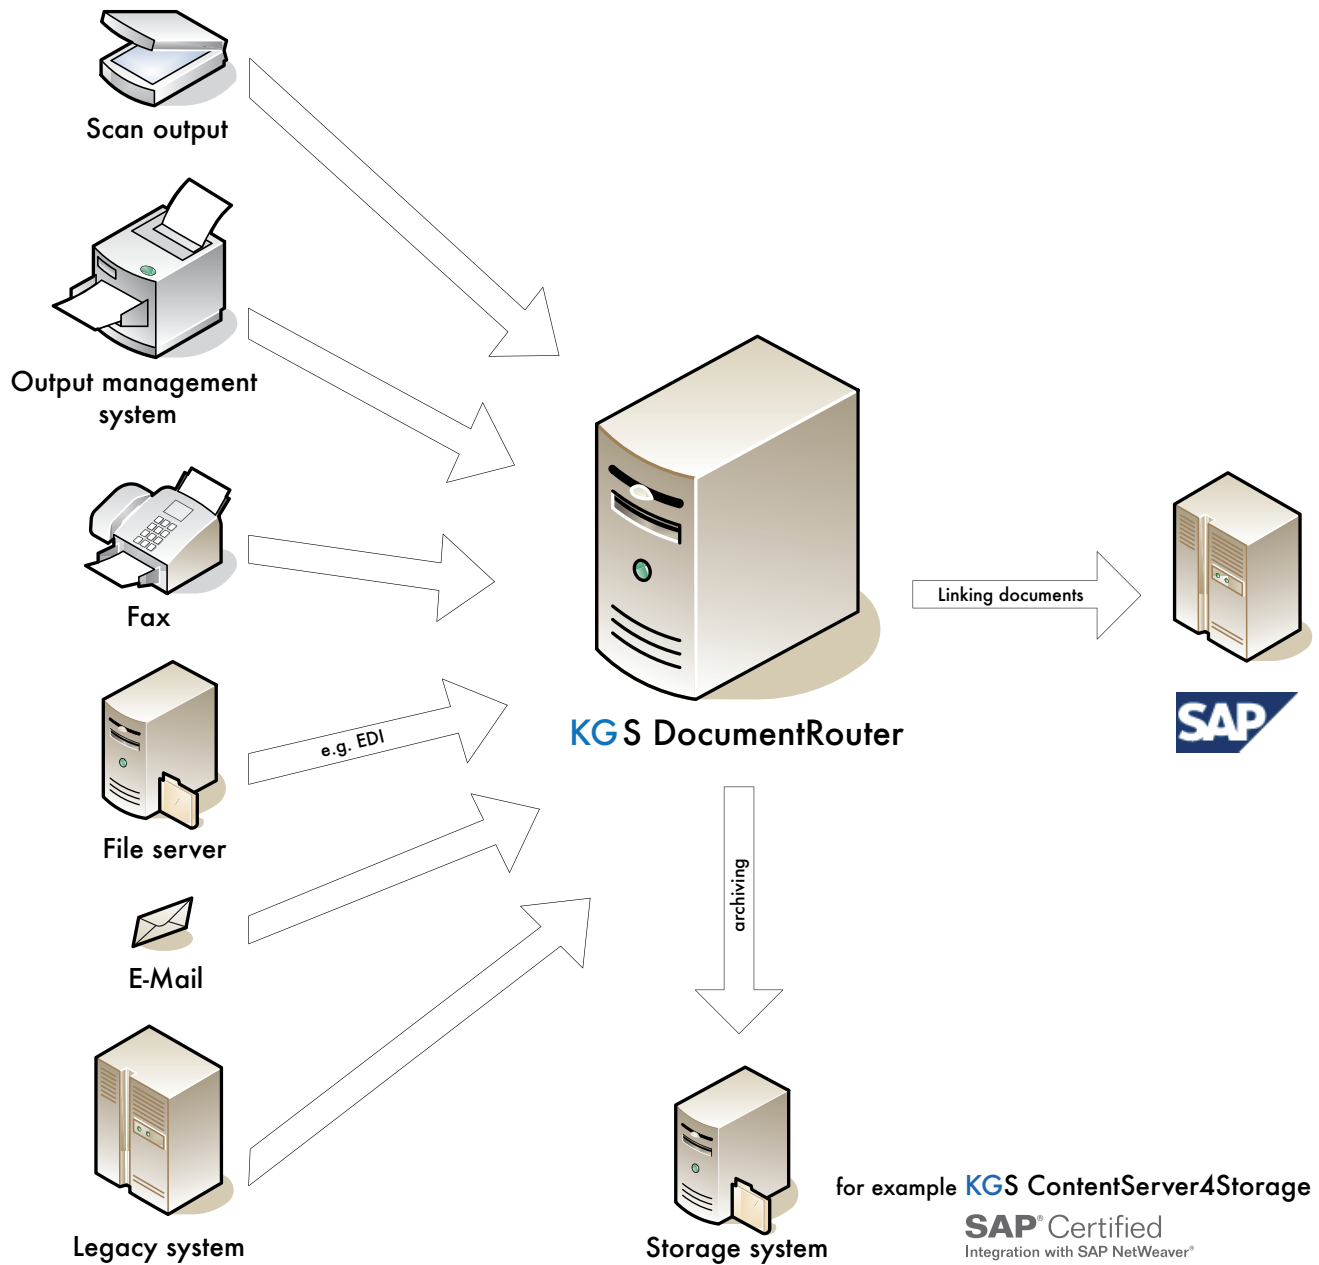 Scan output
Output management
system
Fax
e.g. EDI
File server
E-Mail
Legacy system
KGS DocumentRouter
Linking documents
SAP
archiving
Storage system
for example KGS ContentServer4Storage
SAP® Certified
Integration with SAP NetWeaver®